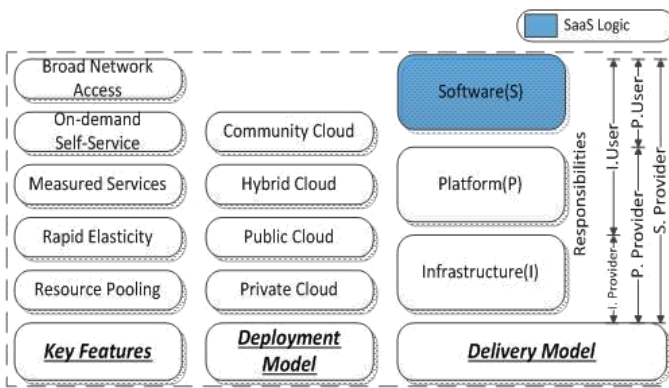 SaaS Logic
Broad Network
Access
On-demand
Self-Service
Measured Services
Rapid Elasticity
Resource Pooling
Key Features
Community Cloud
Hybrid Cloud
Public Cloud
Private Cloud
Deployment
Model
Software(S)
Platform(P)
Infrastructure(I)
Delivery Model
Responsibilities
I.User
I. Provider
P.User
P. Provider
S. Provider